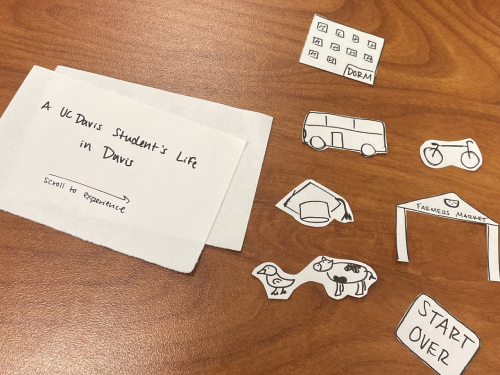 A UC Davis Student's Life
in Davis
Scroll to experience
DORM
FARMERS MARKET
START
OVER